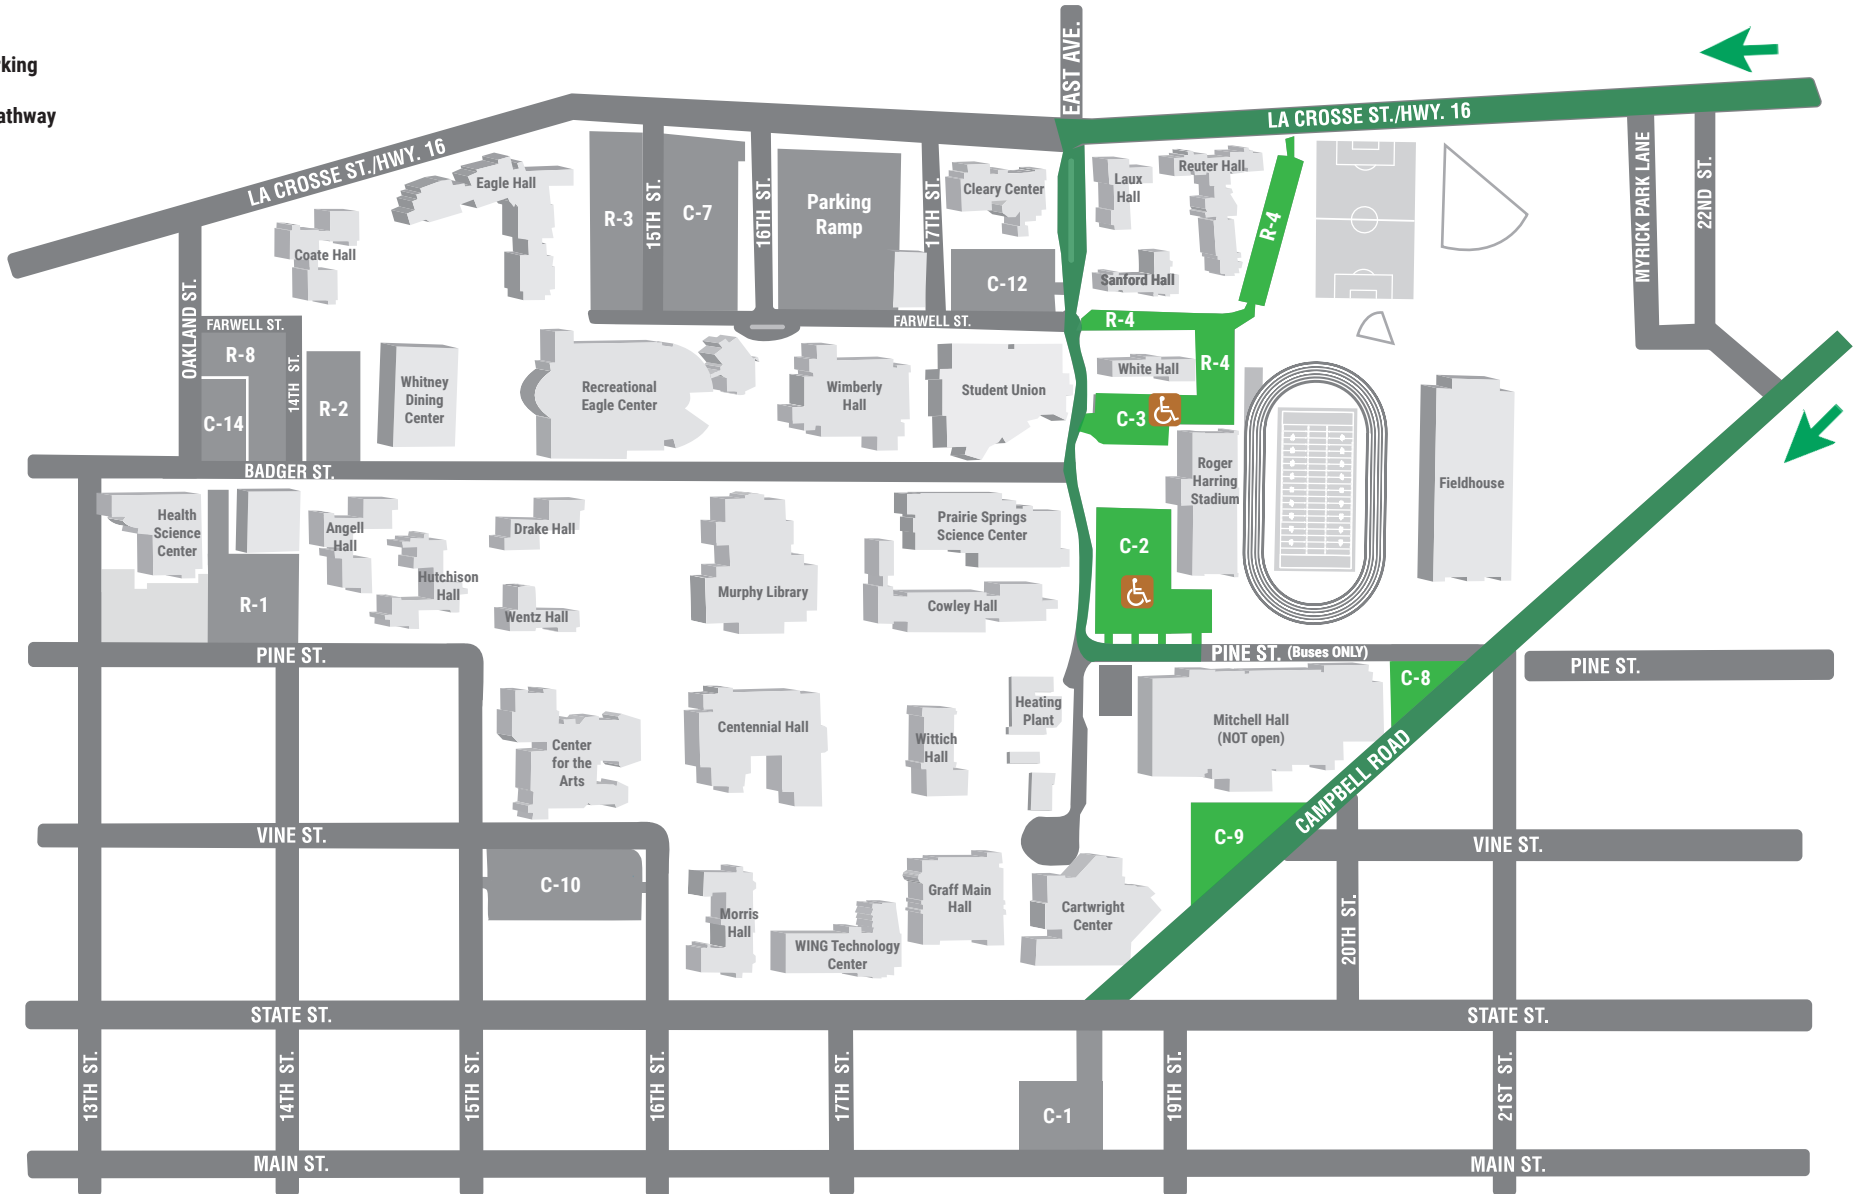 rking
athway
EAST AVE.
LA CROSSE ST./HWY. 16
LA CROSSE ST./HWY. 16
MYRICK PARK LANE
22ND ST.
Eagle Hall
Coate Hall
R-3
15TH ST.
C-7
16TH ST.
Parking
Ramp
17TH ST.
Cleary Center
C-12
Laux
Hall
Reuter Hall
Sanford Hall
R-4
OAKLAND ST.
FARWELL ST.
FARWELL ST.
R-4
R-8
14TH ST.
C-14
R-2
Whitney
Dining
Center
Recreational
Eagle Center
Wimberly
Hall
Student Union
White Hall
R-4
C-3
Roger
Harring
Stadium
Fieldhouse
BADGER ST.
Health
Science
Center
R-1
Angell
Hall
Hutchison
Hall
Drake Hall
Wentz Hall
Murphy Library
Prairie Springs
Science Center
Cowley Hall
C-2
PINE ST.
PINE ST. (Buses ONLY)
PINE ST.
Center
for the
Arts
Centennial Hall
Wittich
Hall
Heating
Plant
Mitchell Hall
(NOT open)
C-8
CAMPBELL ROAD
C-9
VINE ST.
VINE ST.
C-10
Morris
Hall
WING Technology
Center
Graff Main
Hall
Cartwright
Center
20TH ST.
STATE ST.
STATE ST.
13TH ST.
14TH ST.
15TH ST.
16TH ST.
17TH ST.
C-1
19TH ST.
21ST ST.
MAIN ST.
MAIN ST.